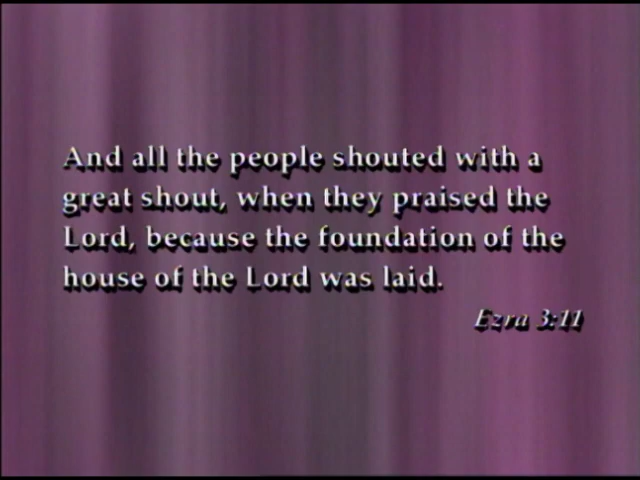 And all the people shouted with a
great shout, when they praised the
Lord, because the foundation of the
house of the Lord was laid.
Ezra 3:11